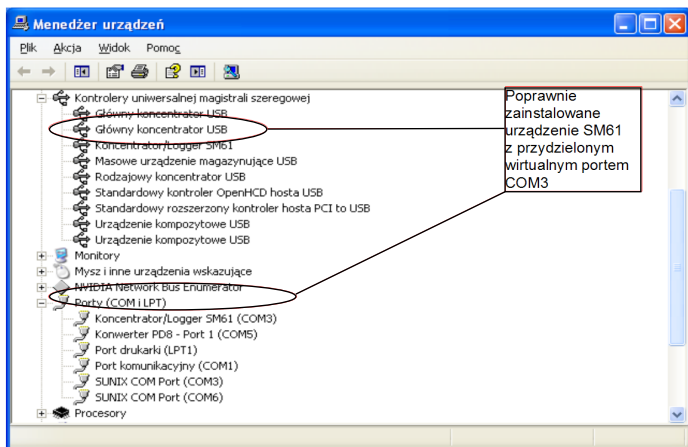 Menedżer urządzeń
Plik Akcja Widok Pomoc
Kontrolery uniwersalnej magistrali szeregowej
Główny koncentrator USB
Główny koncentrator USB
Koncentrator/Logger SM61
Masowe urządzenie magazynujące USB
Rodzajowy koncentrator USB
Standardowy kontroler OpenHCD hosta USB
Standardowy rozszerzony kontroler hosta PCI to USB
Urządzenie kompozytowe USB
Urządzenie kompozytowe USB
Monitory
Mysz i inne urządzenia wskazujące
NVIDIA Network Bus Enumerator
Porty (COM i LPT)
Koncentrator/Logger SM61 (COM3)
Konwerter PD8 - Port 1 (COM5)
Port drukarki (LPT1)
Port komunikacyjny (COM1)
SUNIX COM Port (COM3)
SUNIX COM Port (COM6)
Procesory
Poprawnie
zainstalowane
urządzenie SM61
z przydzielonym
wirtualnym portem
COM3